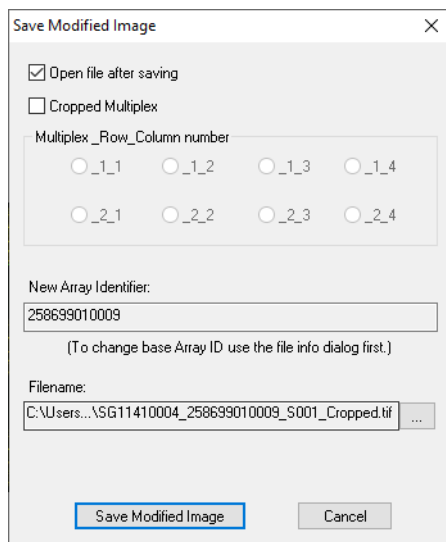 Save Modified Image
Open file after saving
Cropped Multiplex
Multiplex _Row_Column number
_1_1 _1_2 _1_3 _1_4
_2_1 _2_2 _2_3 _2_4
New Array Identifier:
258699010009
(To change base Array ID use the file info dialog first.)
Filename:
C:\Users...\SG11410004_258699010009_S001_Cropped.tif ...
Save Modified Image Cancel